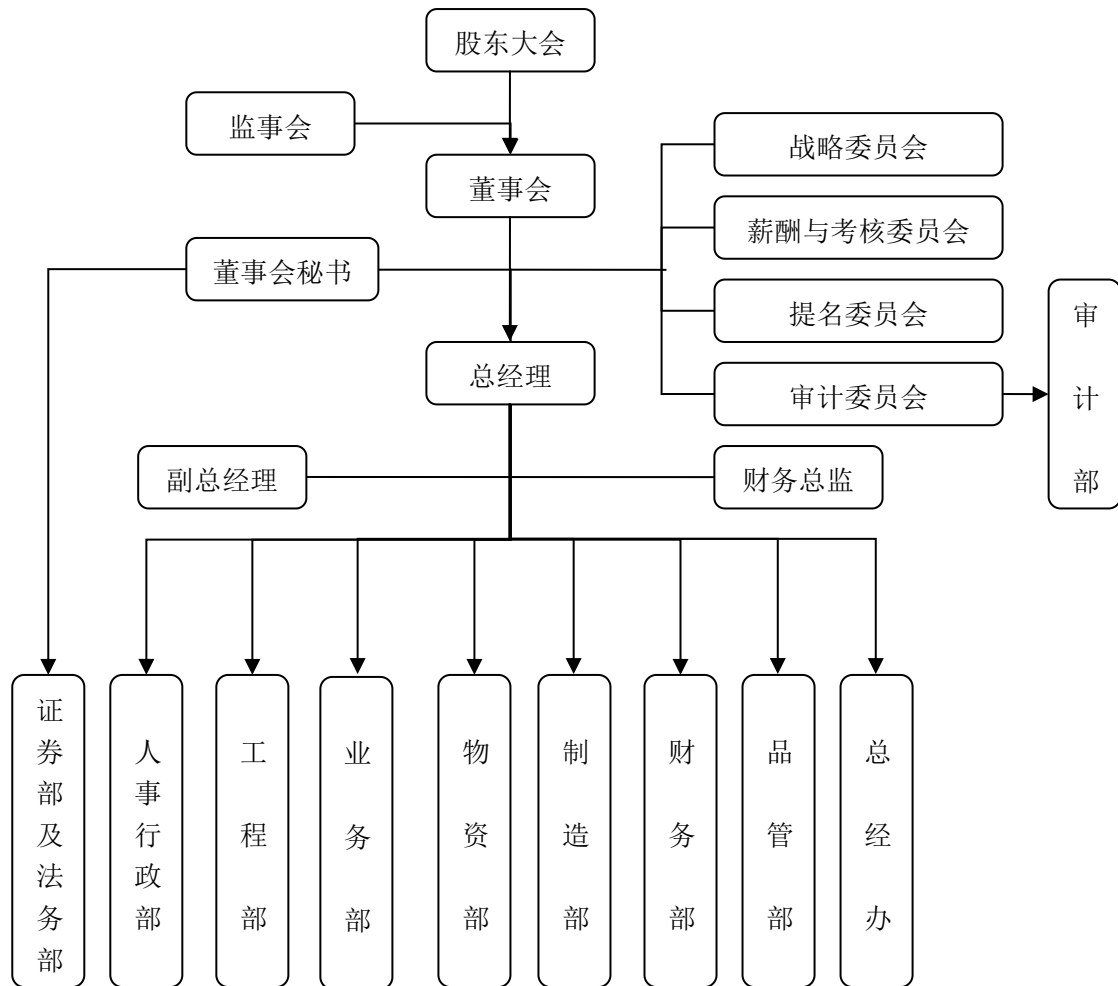 股东大会
监事会
董事会
战略委员会
薪酬与考核委员会
董事会秘书
提名委员会
总经理
审计委员会
审计部
副总经理
财务总监
证券部及法务部
人事行政部
工程部
业务部
物资部
制造部
财务部
品管部
总经办